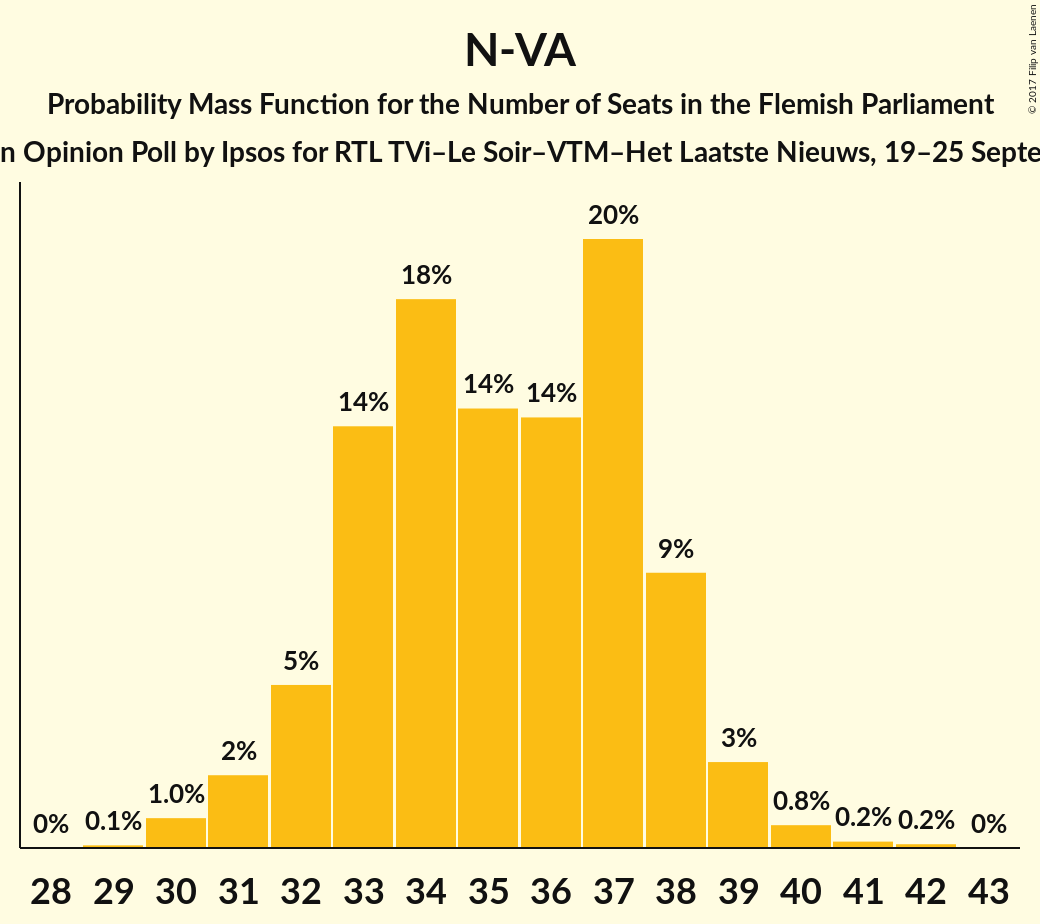 N-VA
Probability Mass Function for the Number of Seats in the Flemish Parliament
n Opinion Poll by Ipsos for RTL TVi–Le Soir–VTM–Het Laatste Nieuws, 19–25 Septe
© 2017 Filip van Laenen
0% 0.1% 1.0% 2% 5% 14% 18% 14% 14% 20% 9% 3% 0.8% 0.2% 0.2% 0%
28 29 30 31 32 33 34 35 36 37 38 39 40 41 42 43